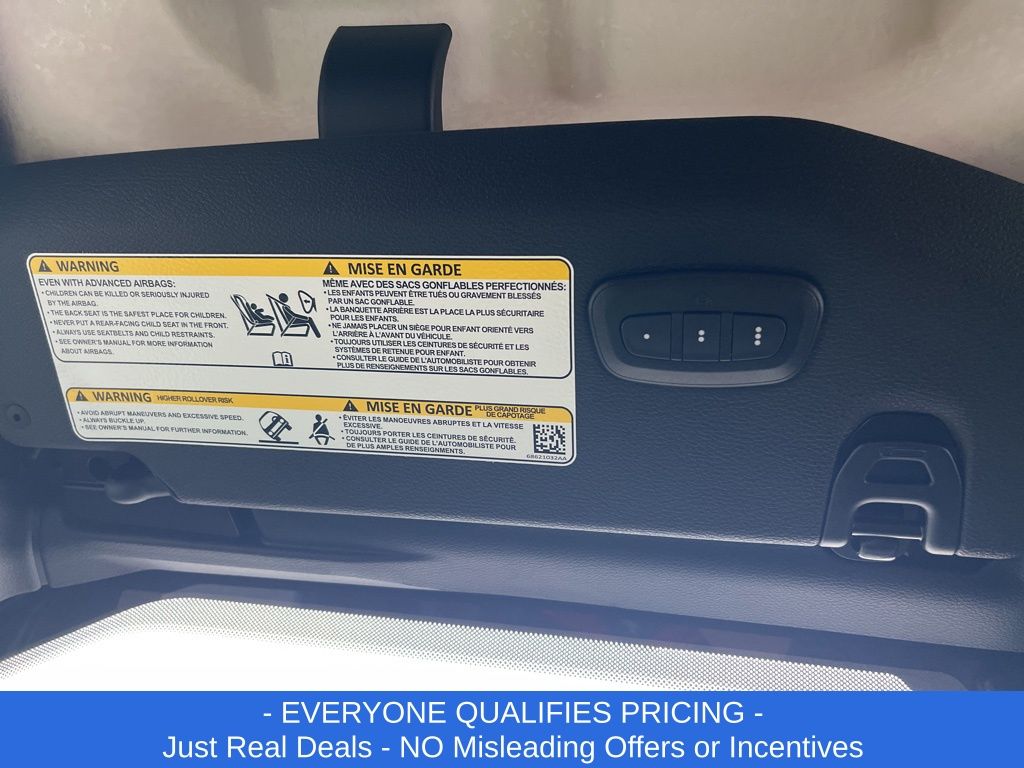 WARNING
EVEN WITH ADVANCED AIRBAGS:
• CHILDREN CAN BE KILLED OR SERIOUSLY INJURED
BY THE AIRBAG.
• THE BACK SEAT IS THE SAFEST PLACE FOR CHILDREN.
• NEVER PUT A REAR-FACING CHILD SEAT IN THE FRONT.
• ALWAYS USE SEATBELTS AND CHILD RESTRAINTS.
• SEE OWNER'S MANUAL FOR MORE INFORMATION
ABOUT AIRBAGS.
MISE EN GARDE
MÊME AVEC DES SACS GONFLABLES PERFECTIONNÉS:
• LES ENFANTS PEUVENT ÊTRE TUÉS OU GRAVEMENT BLESSÉS
PAR UN SAC GONFLABLE.
• LA BANQUETTE ARRIÈRE EST LA PLACE LA PLUS SÉCURITAIRE
POUR LES ENFANTS.
• NE JAMAIS PLACER UN SIÈGE POUR ENFANT ORIENTÉ VERS
L'ARRIÈRE À L'AVANT DU VÉHICULE.
• TOUJOURS UTILISER LES CEINTURES DE SÉCURITÉ ET LES
SYSTÈMES DE RETENUE POUR ENFANT.
• CONSULTER LE GUIDE DE L'AUTOMOBILISTE POUR OBTENIR
PLUS DE RENSEIGNEMENTS SUR LES SACS GONFLABLES.
WARNING HIGHER ROLLOVER RISK
• AVOID ABRUPT MANEUVERS AND EXCESSIVE SPEED.
• ALWAYS BUCKLE UP.
• SEE OWNER'S MANUAL FOR FURTHER INFORMATION.
MISE EN GARDE PLUS GRAND RISQUE
DE CAPOTAGE
• ÉVITER LES MANOEUVRES ABRUPTES ET LA VITESSE
EXCESSIVE.
• TOUJOURS PORTER LES CEINTURES DE SÉCURITÉ.
• CONSULTER LE GUIDE DE L'AUTOMOBILISTE POUR
DE PLUS AMPLES RENSEIGNEMENTS.
68621032AA
- EVERYONE QUALIFIES PRICING -
Just Real Deals - NO Misleading Offers or Incentives